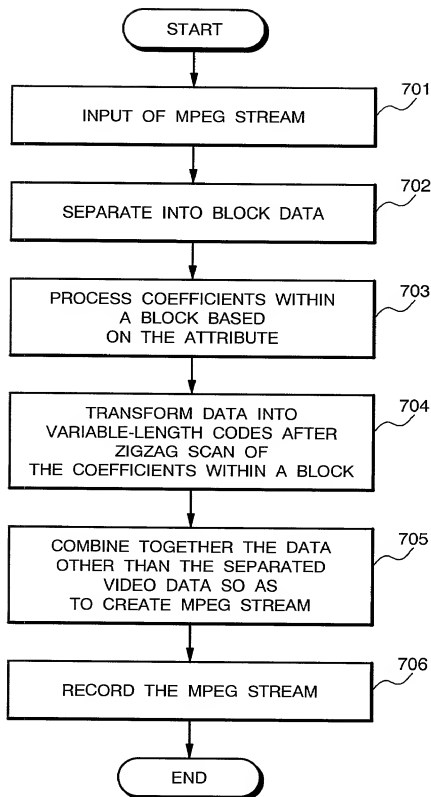 START
701
INPUT OF MPEG STREAM
702
SEPARATE INTO BLOCK DATA
703
PROCESS COEFFICIENTS WITHIN
A BLOCK BASED
ON THE ATTRIBUTE
704
TRANSFORM DATA INTO
VARIABLE-LENGTH CODES AFTER
ZIGZAG SCAN OF
THE COEFFICIENTS WITHIN A BLOCK
705
COMBINE TOGETHER THE DATA
OTHER THAN THE SEPARATED
VIDEO DATA SO AS
TO CREATE MPEG STREAM
706
RECORD THE MPEG STREAM
END